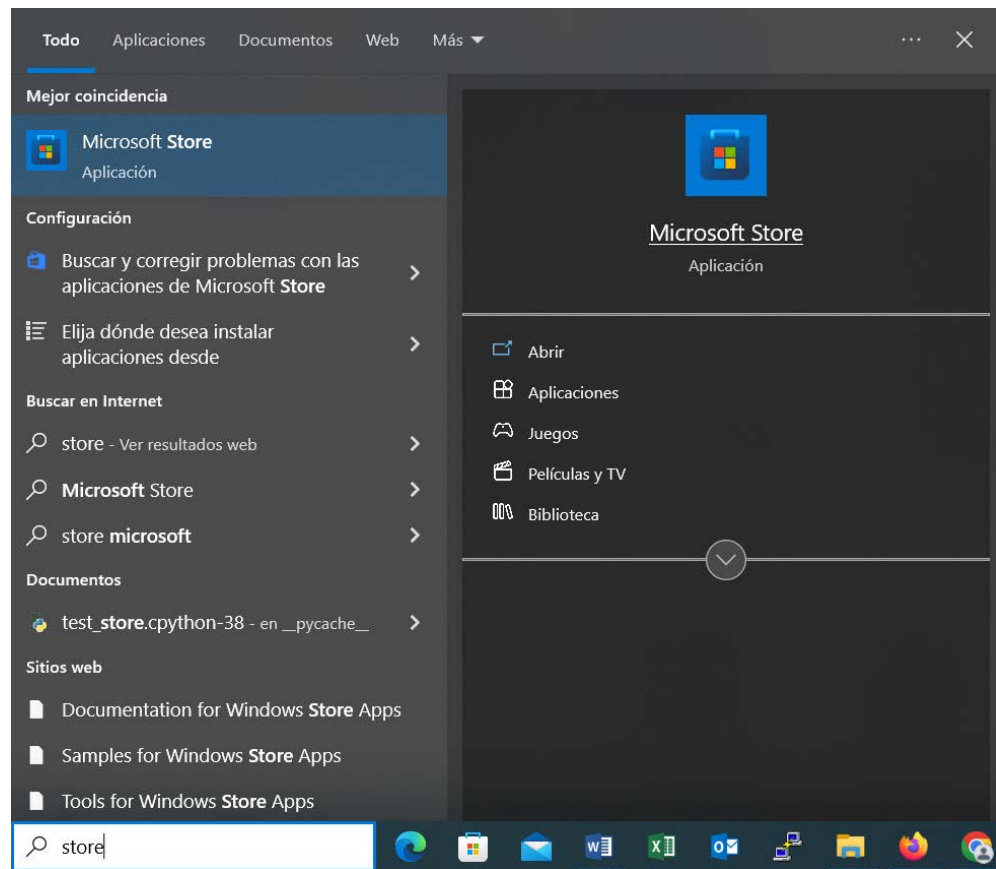 Todo Aplicaciones Documentos Web Más
Mejor coincidencia
Microsoft Store
Aplicación
Configuración
Buscar y corregir problemas con las
aplicaciones de Microsoft Store
Elija dónde desea instalar
aplicaciones desde
Buscar en Internet
store - Ver resultados web
Microsoft Store
store microsoft
Documentos
test_store.cpython-38 - en __pycache__
Sitios web
Documentation for Windows Store Apps
Samples for Windows Store Apps
Tools for Windows Store Apps
store
Microsoft Store
Aplicación
Abrir
Aplicaciones
Juegos
Películas y TV
Biblioteca